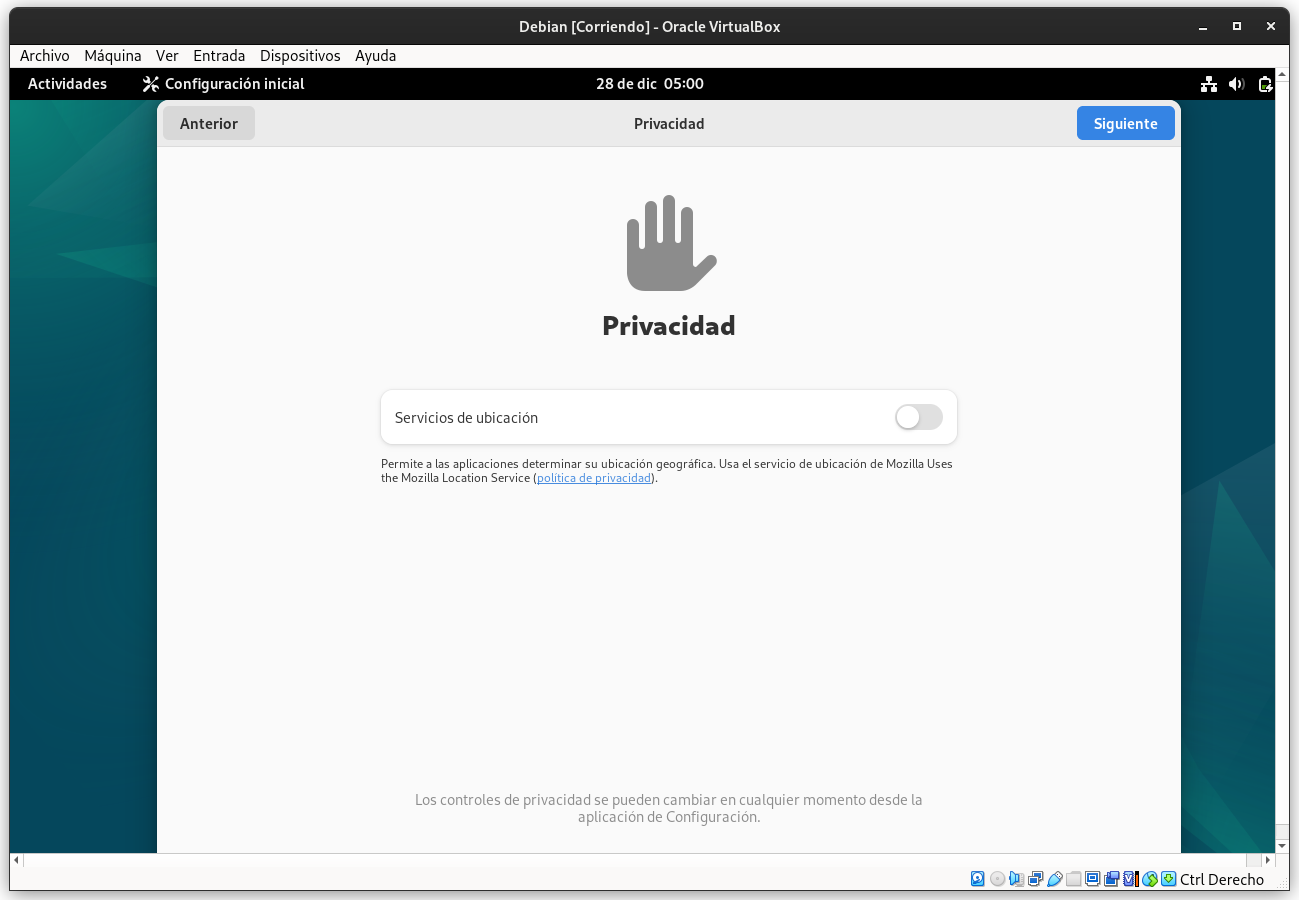 Debian [Corriendo] - Oracle VirtualBox
Archivo Máquina Ver Entrada Dispositivos Ayuda
Actividades Configuración inicial 28 de dic 05:00
Anterior Privacidad Siguiente
Privacidad
Servicios de ubicación
Permite a las aplicaciones determinar su ubicación geográfica. Usa el servicio de ubicación de Mozilla Uses
the Mozilla Location Service (política de privacidad).
Los controles de privacidad se pueden cambiar en cualquier momento desde la
aplicación de Configuración.
Ctrl Derecho